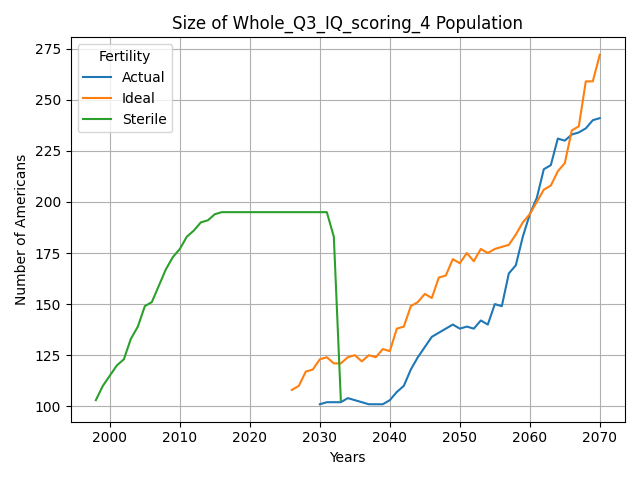 Size of Whole_Q3_IQ_scoring_4 Population
Fertility
Actual
Ideal
Sterile
Number of Americans
275
250
225
200
175
150
125
100
2000 2010 2020 2030 2040 2050 2060 2070
Years